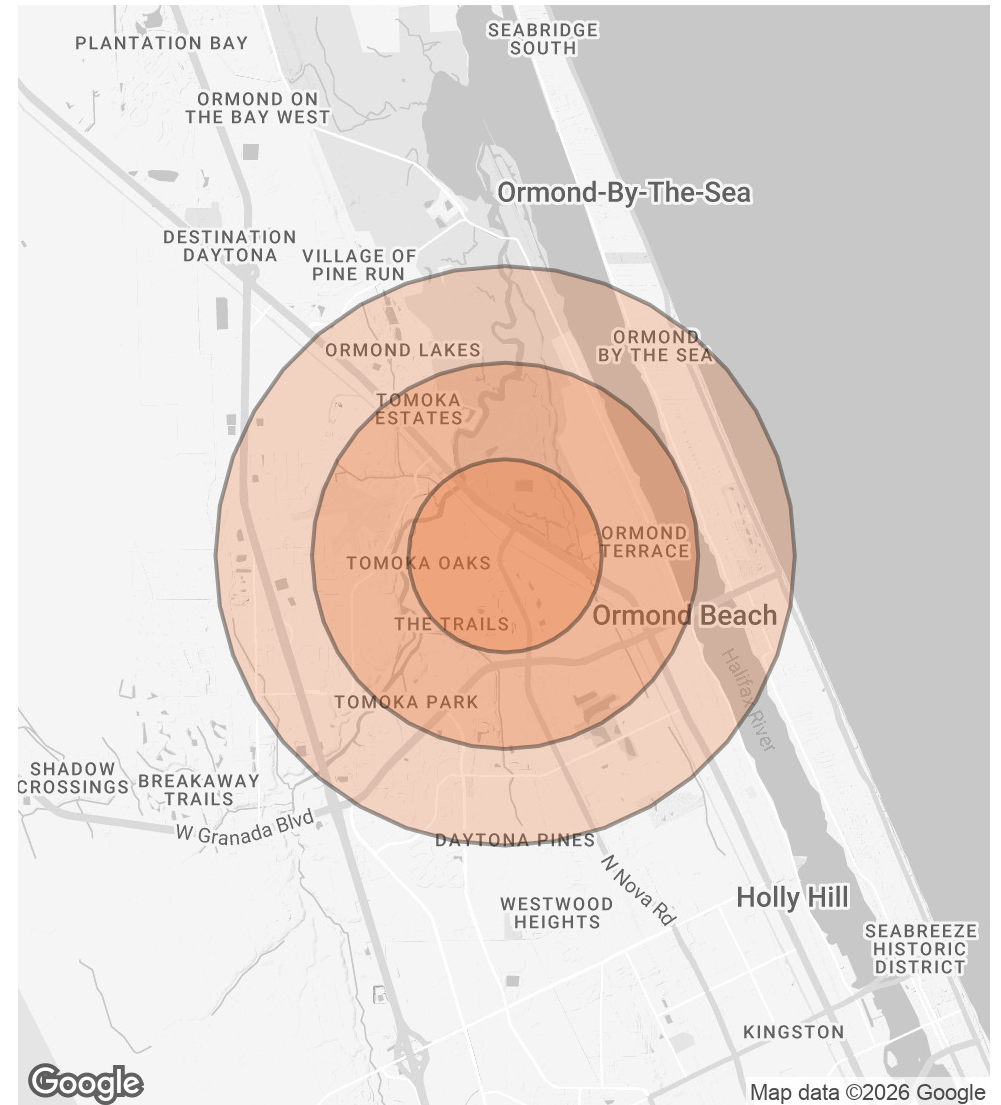 SEABRIDGE
SOUTH
PLANTATION BAY
ORMOND ON
THE BAY WEST
Ormond-By-The-Sea
DESTINATION
DAYTONA
VILLAGE OF
PINE RUN
ORMOND
BY THE SEA
ORMOND LAKES
TOMOKA
ESTATES
ORMOND
TERRACE
TOMOKA OAKS
Ormond Beach
THE TRAILS
Halifax River
TOMOKA PARK
SHADOW
CROSSINGS
BREAKAWAY
TRAILS
W Granada Blvd
DAYTONA PINES
N Nova Rd
Holly Hill
WESTWOOD
HEIGHTS
SEABREEZE
HISTORIC
DISTRICT
KINGSTON
Google
Map data ©2026 Google